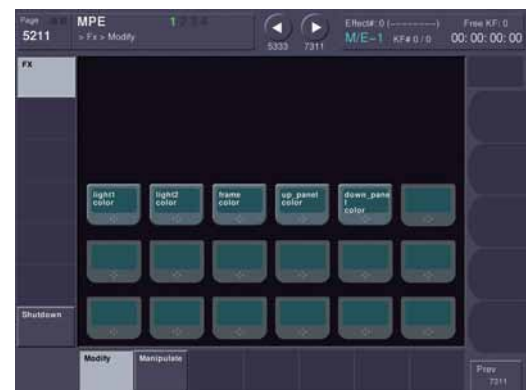 Page
MPE
1
Effect#: 0 (--------)
Free KF: 0
5211
> Fx > Modify
5333
7311
M/E-1 KF# 0 / 0
00: 00: 00: 00
FX
light1
color
light2
color
frame
color
up_panel
color
down_pane
l
color
Shutdown
Modify
Manipulate
Prev
7311